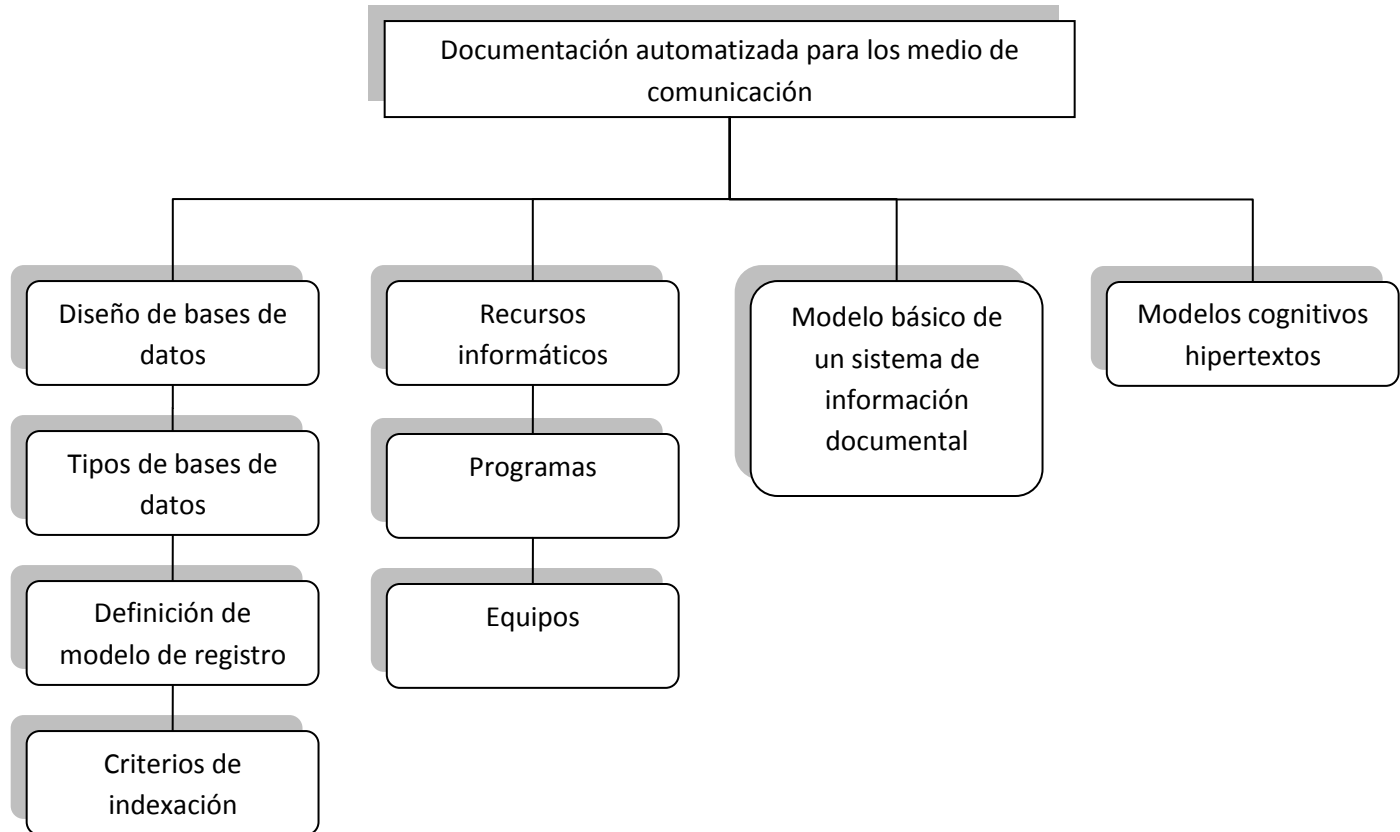 Documentación automatizada para los medio de
comunicación
Diseño de bases de
datos
Tipos de bases de
datos
Definición de
modelo de registro
Criterios de
indexación
Recursos
informáticos
Programas
Equipos
Modelo básico de
un sistema de
información
documental
Modelos cognitivos
hipertextos